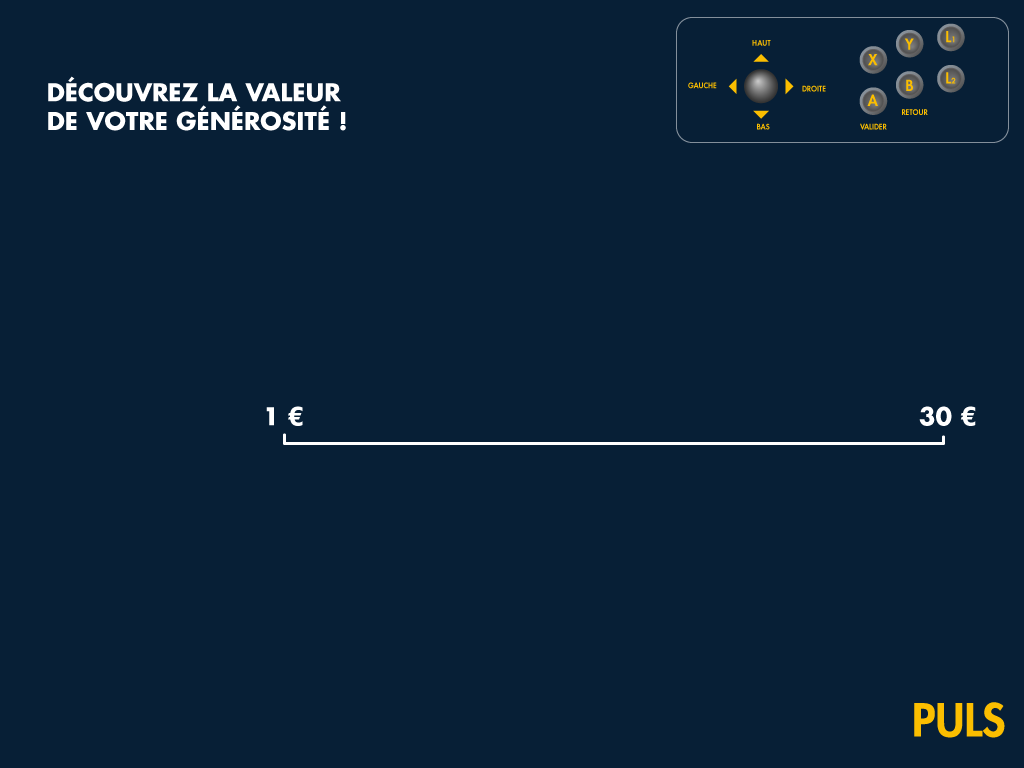 DÉCOUVREZ LA VALEUR
DE VOTRE GÉNÉROSITÉ !
HAUT
GAUCHE
DROITE
BAS
X
Y
L1
A
B
L2
VALIDER
RETOUR
1 €
30 €
PULS